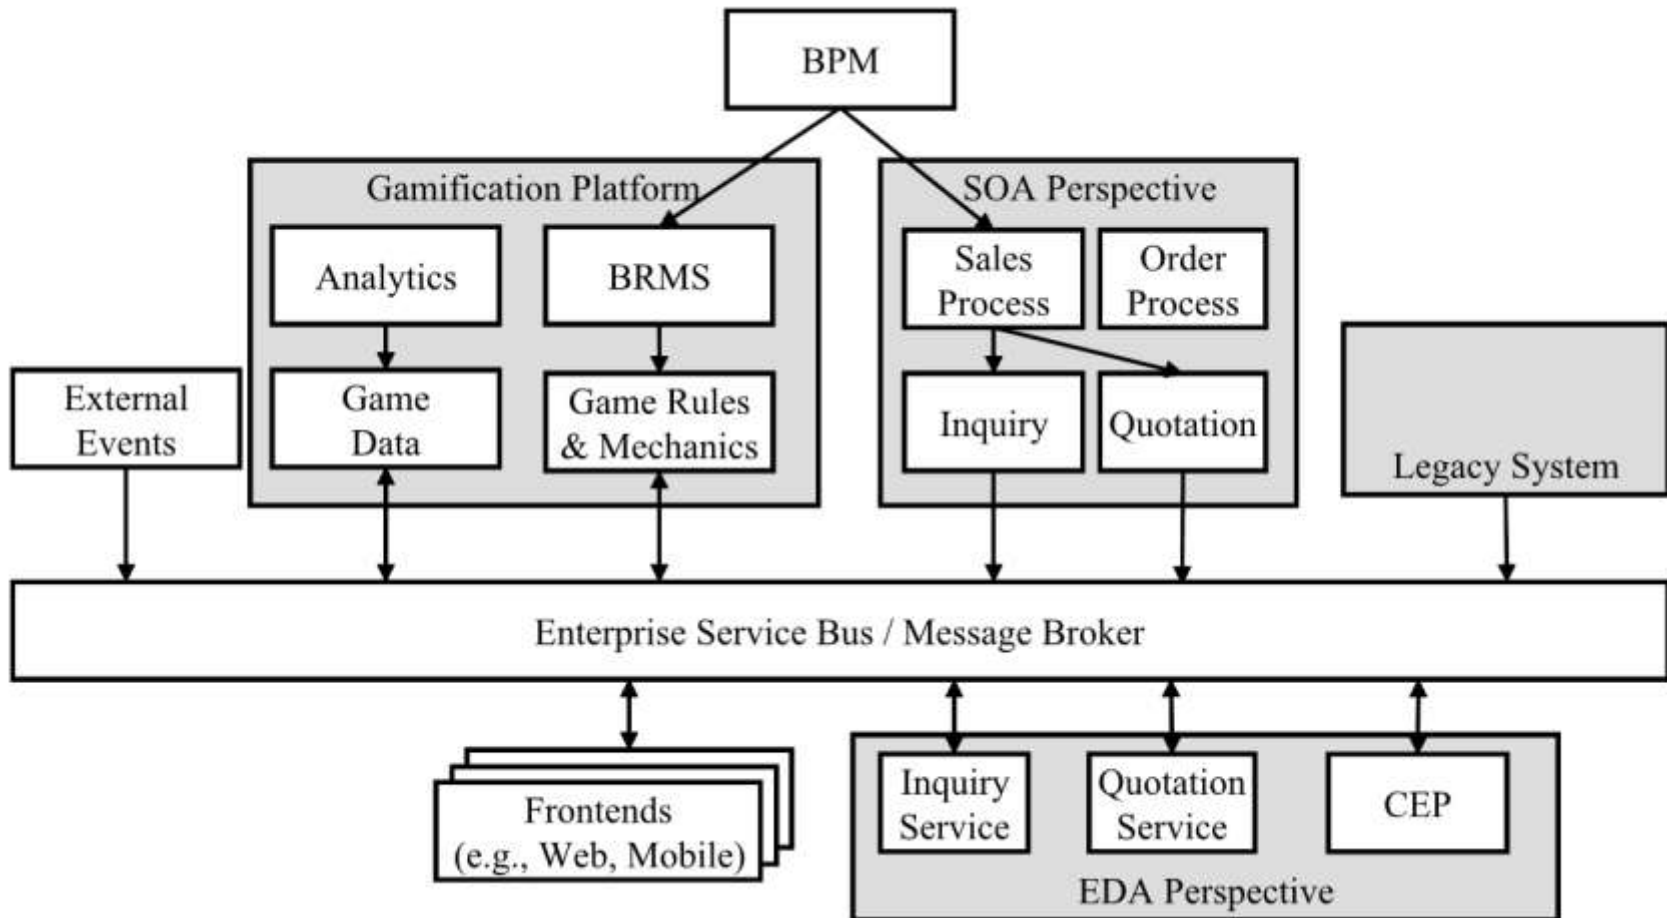 BPM
Gamification Platform
SOA Perspective
Analytics
BRMS
Sales
Process
Order
Process
External
Events
Game
Data
Game Rules
& Mechanics
Inquiry
Quotation
Legacy System
Enterprise Service Bus / Message Broker
Frontends
(e.g., Web, Mobile)
Inquiry
Service
Quotation
Service
CEP
EDA Perspective